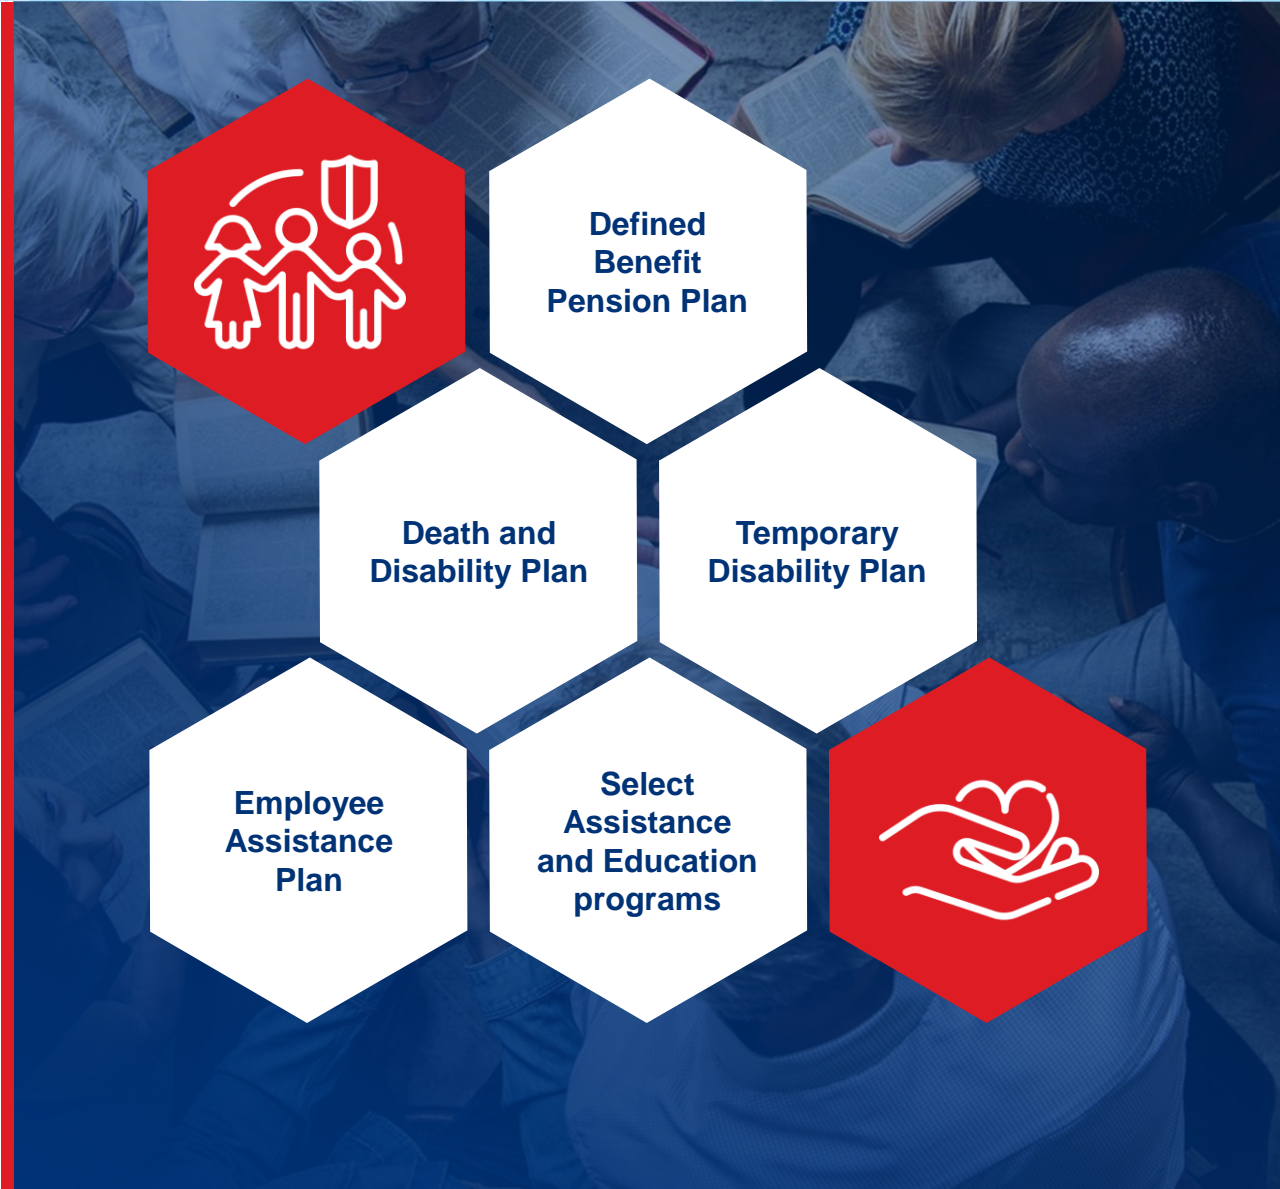 Defined
Benefit
Pension Plan
Death and
Disability Plan
Temporary
Disability Plan
Employee
Assistance
Plan
Select
Assistance
and Education
programs